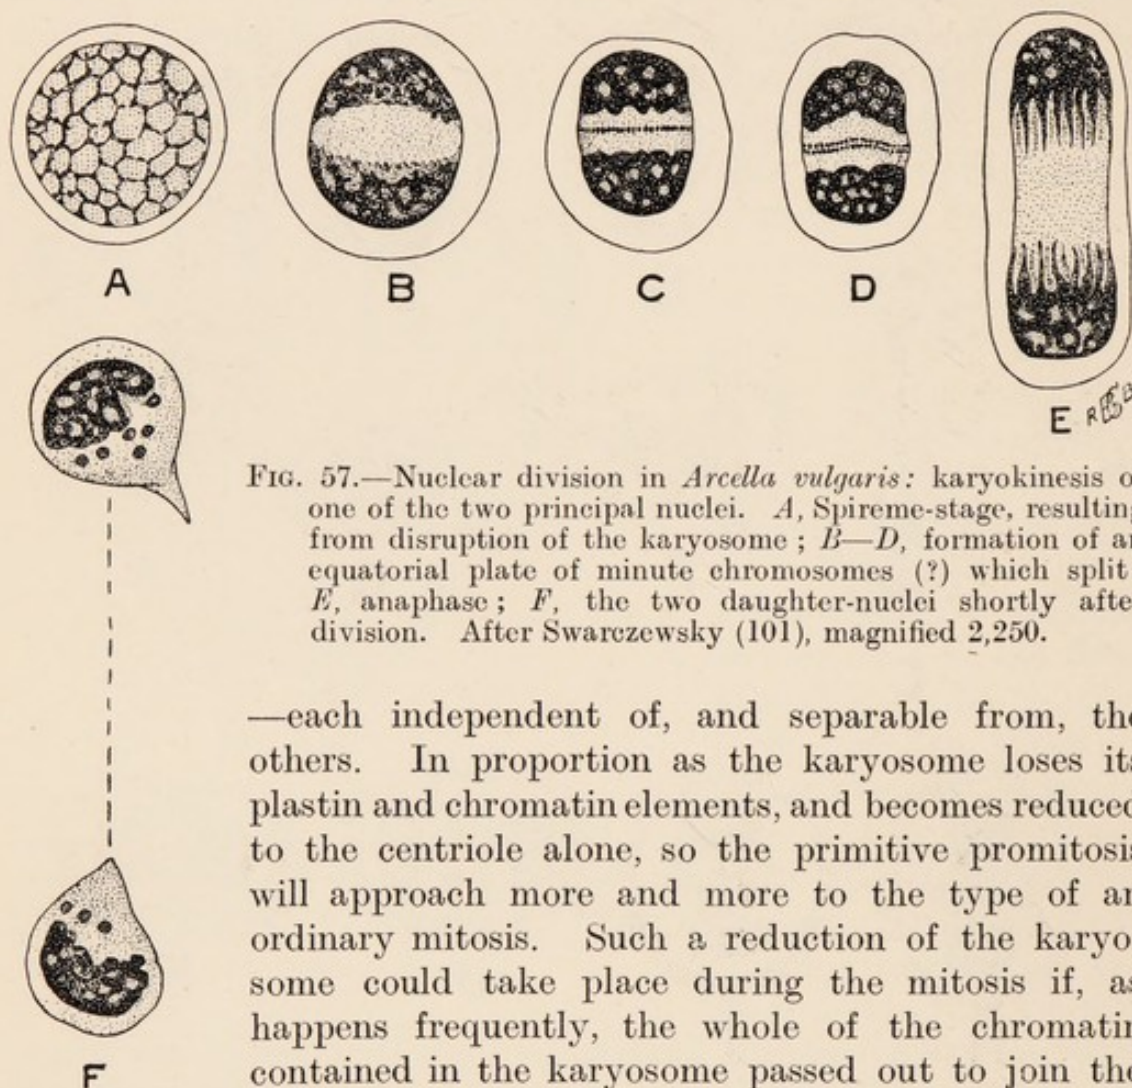 A
B
C
D
E
FIG. 57.—Nuclear division in Arcella vulgaris: karyokinesis o
one of the two principal nuclei. A, Spireme-stage, resulting
from disruption of the karyosome; B—D, formation of an
equatorial plate of minute chromosomes (?) which split
E, anaphase; F, the two daughter-nuclei shortly after
division. After Swarczewsky (101), magnified 2,250.
—each independent of, and separable from, the
others. In proportion as the karyosome loses its
plastin and chromatin elements, and becomes reduced
to the centriole alone, so the primitive promitosis
will approach more and more to the type of an
ordinary mitosis. Such a reduction of the karyo
some could take place during the mitosis if, as
happens frequently, the whole of the chromatin
contained in the karyosome passed out to join the
F